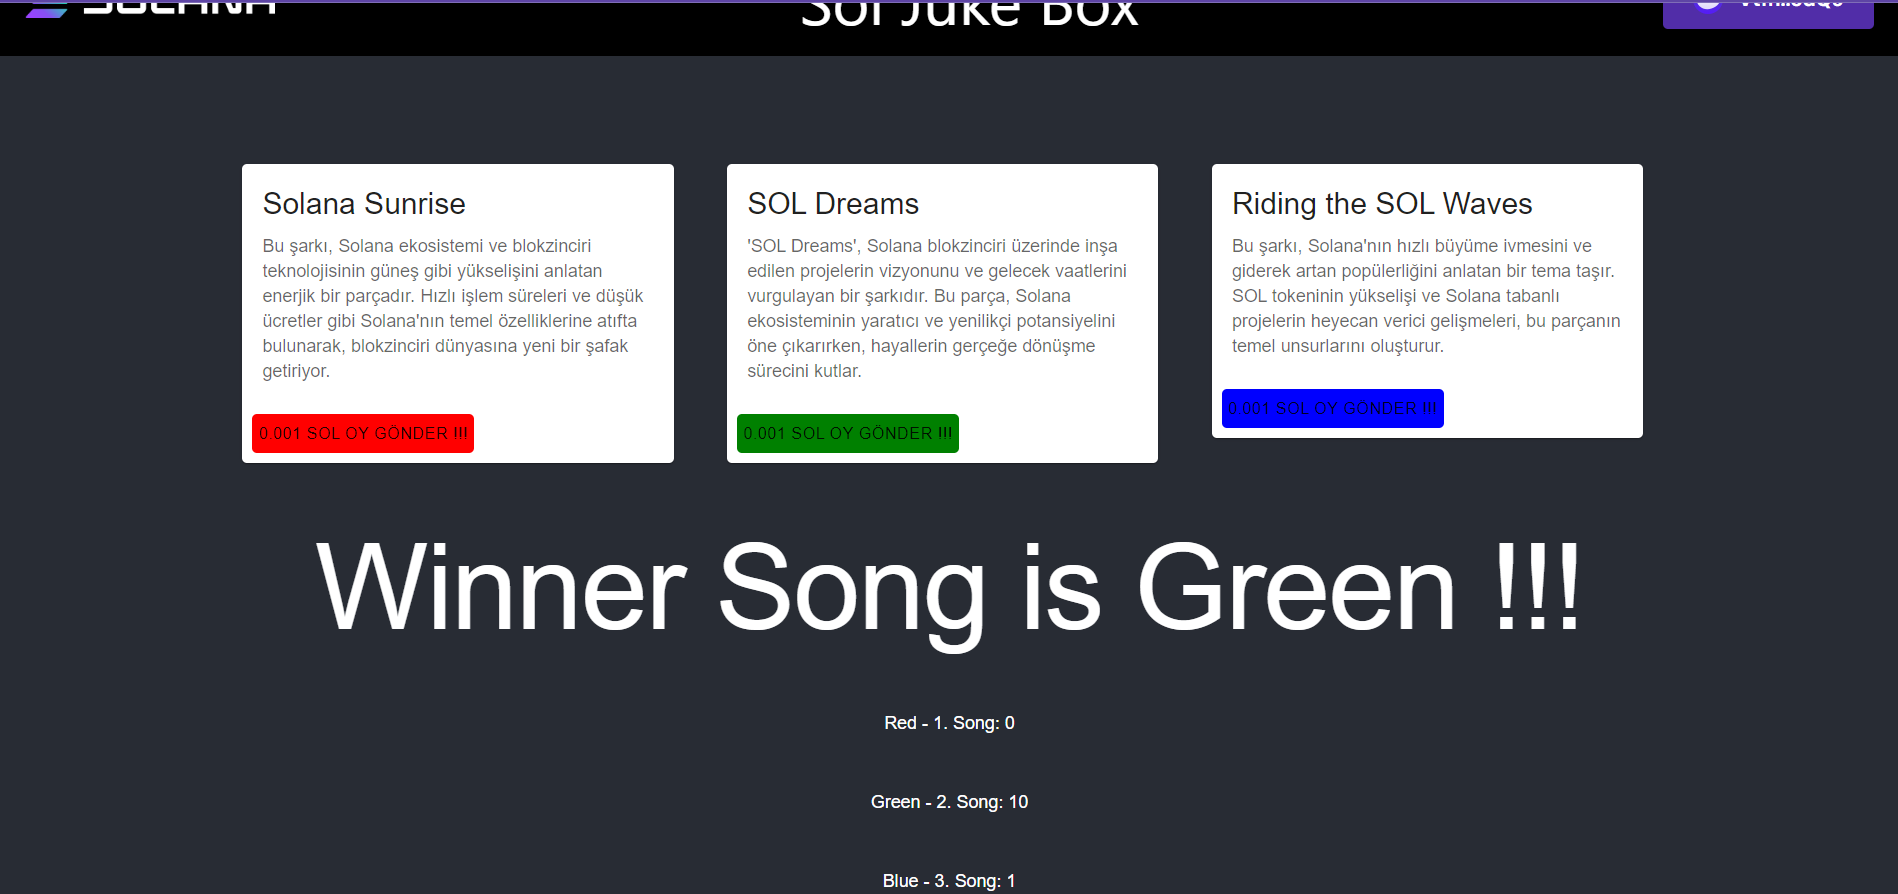 SOLANA
Sol Juke Box
Solana Sunrise
Bu şarkı, Solana ekosistemi ve blokzinciri
teknolojisinin güneş gibi yükselişini anlatan
enerjik bir parçadır. Hızlı işlem süreleri ve düşük
ücretler gibi Solana'nın temel özelliklerine atıfta
bulunarak, blokzinciri dünyasına yeni bir şafak
getiriyor.
0.001 SOL OY GÖNDER !!!
SOL Dreams
'SOL Dreams', Solana blokzinciri üzerinde inşa
edilen projelerin vizyonunu ve gelecek vaatlerini
vurgulayan bir şarkıdır. Bu parça, Solana
ekosisteminin yaratıcı ve yenilikçi potansiyelini
öne çıkarırken, hayallerin gerçeğe dönüşme
sürecini kutlar.
0.001 SOL OY GÖNDER !!!
Riding the SOL Waves
Bu şarkı, Solana'nın hızlı büyüme ivmesini ve
giderek artan popülerliğini anlatan bir tema taşır.
SOL tokeninin yükselişi ve Solana tabanlı
projelerin heyecan verici gelişmeleri, bu parçanın
temel unsurlarını oluşturur.
0.001 SOL OY GÖNDER !!!
Winner Song is Green !!!
Red - 1. Song: 0
Green - 2. Song: 10
Blue - 3. Song: 1